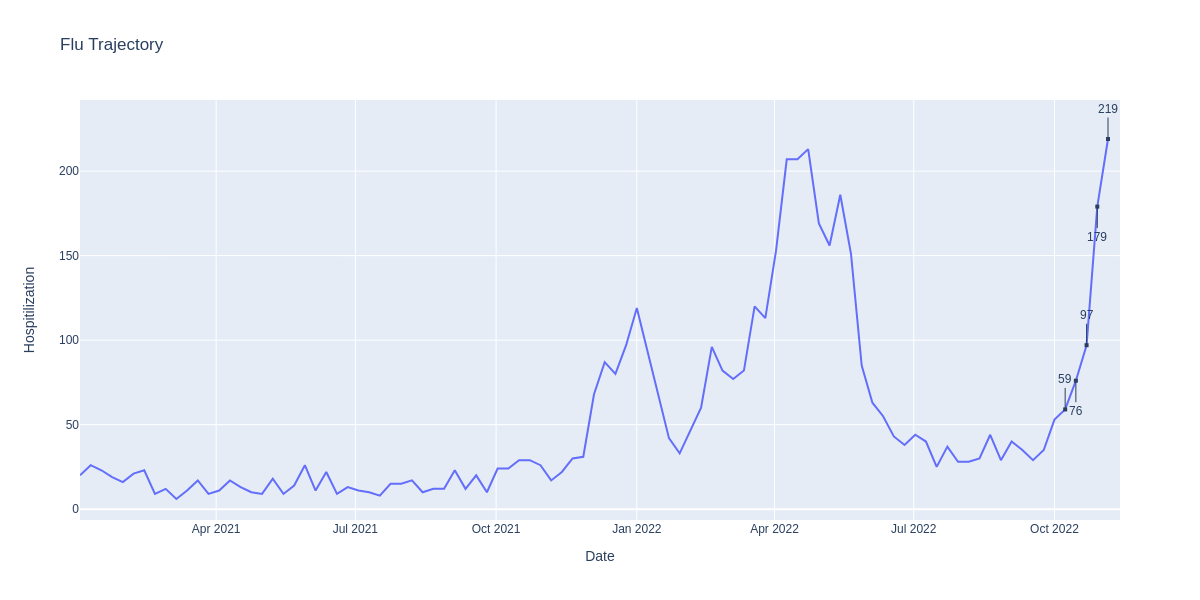 Flu Trajectory
219
200
179
150
97
100
59
76
50
0
Apr 2021
Jul 2021
Oct 2021
Jan 2022
Apr 2022
Jul 2022
Oct 2022
Hospitilization
Date